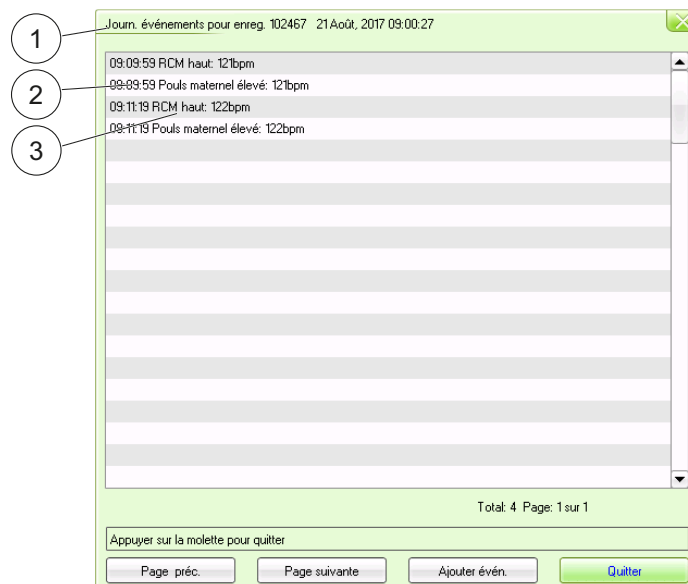 1
Journ. événements pour enreg. 102467 21 Août, 2017 09:00:27
2
3
09:09:59 RCM haut: 121bpm
09:09:59 Pouls maternel élevé: 121bpm
09:11:19 RCM haut: 122bpm
09:11:19 Pouls maternel élevé: 122bpm
Total: 4 Page: 1 sur 1
Appuyer sur la molette pour quitter
Page préc.
Page suivante
Ajouter évén.
Quitter